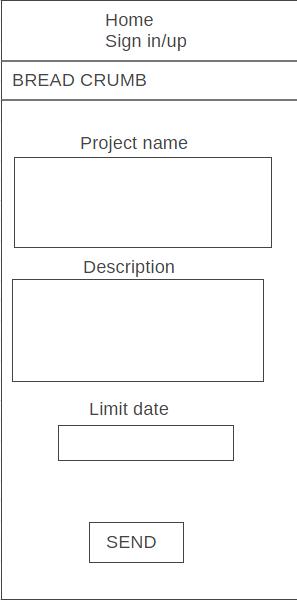 Home
Sign in/up
BREAD CRUMB
Project name
Description
Limit date
SEND